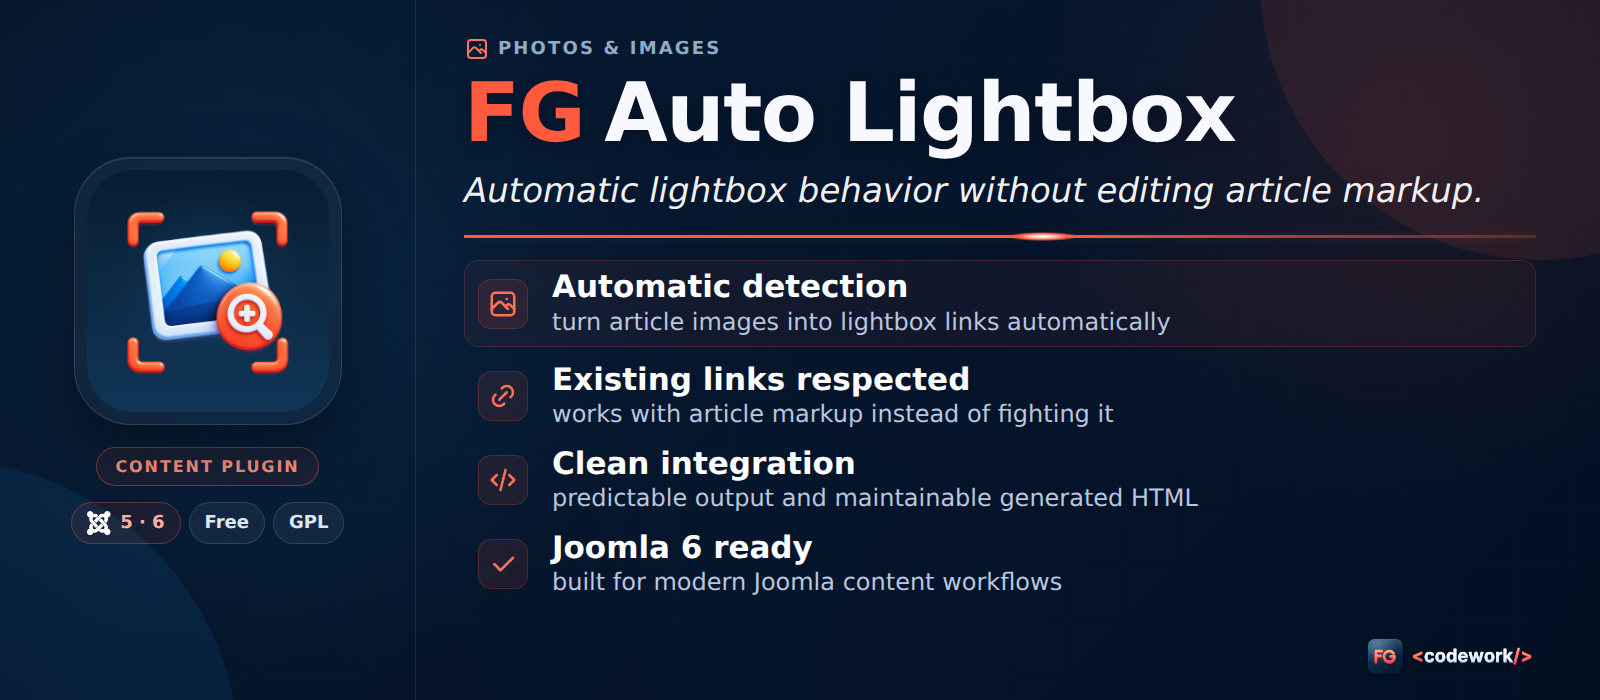 PHOTOS & IMAGES
FG Auto Lightbox
Automatic lightbox behavior without editing article markup.
Automatic detection
turn article images into lightbox links automatically
Existing links respected
works with article markup instead of fighting it
Clean integration
predictable output and maintainable generated HTML
Joomla 6 ready
built for modern Joomla content workflows
CONTENT PLUGIN
5 · 6 Free GPL
FG <codework/>